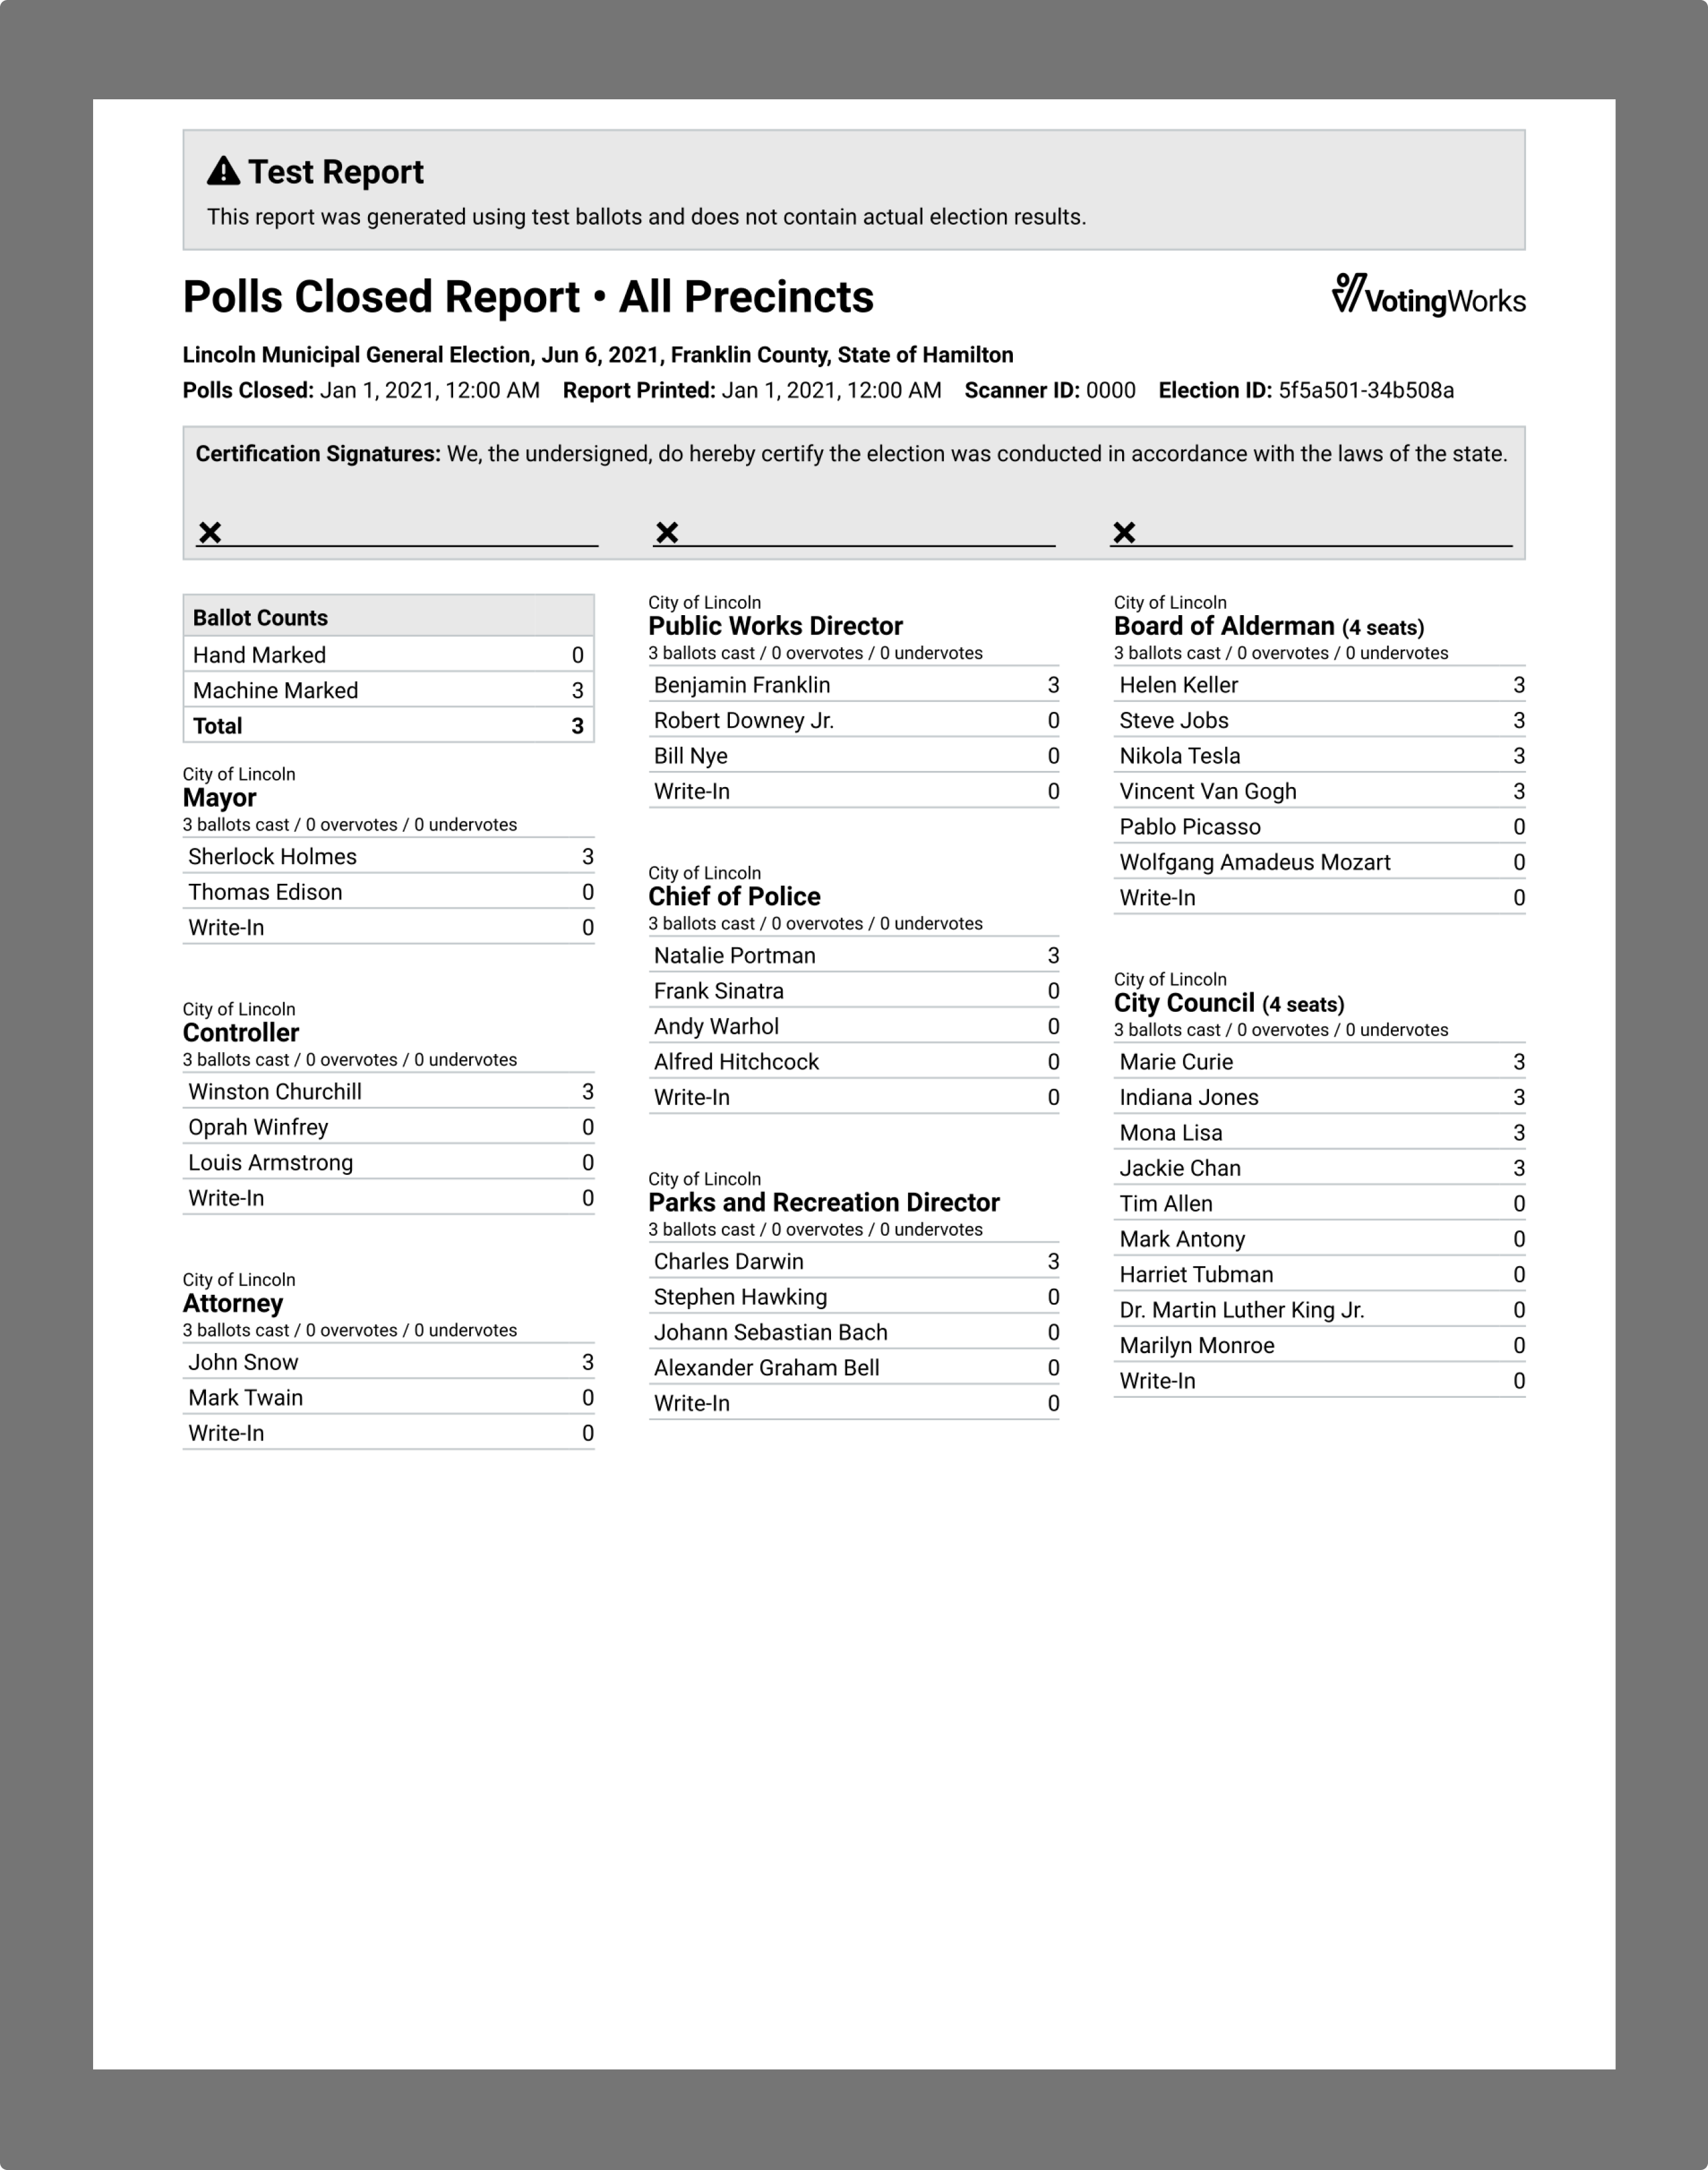 Test Report
This report was generated using test ballots and does not contain actual election results.
Polls Closed Report • All Precincts
VotingWorks
Lincoln Municipal General Election, Jun 6, 2021, Franklin County, State of Hamilton
Polls Closed: Jan 1, 2021, 12:00 AM Report Printed: Jan 1, 2021, 12:00 AM Scanner ID: 0000 Election ID: 5f5a501-34b508a
Certification Signatures: We, the undersigned, do hereby certify the election was conducted in accordance with the laws of the state.
Ballot Counts
Hand Marked 0
Machine Marked 3
Total 3
City of Lincoln
Mayor
3 ballots cast / 0 overvotes / 0 undervotes
Sherlock Holmes 3
Thomas Edison 0
Write-In 0
City of Lincoln
Controller
3 ballots cast / 0 overvotes / 0 undervotes
Winston Churchill 3
Oprah Winfrey 0
Louis Armstrong 0
Write-In 0
City of Lincoln
Attorney
3 ballots cast / 0 overvotes / 0 undervotes
John Snow 3
Mark Twain 0
Write-In 0
City of Lincoln
Public Works Director
3 ballots cast / 0 overvotes / 0 undervotes
Benjamin Franklin 3
Robert Downey Jr. 0
Bill Nye 0
Write-In 0
City of Lincoln
Chief of Police
3 ballots cast / 0 overvotes / 0 undervotes
Natalie Portman 3
Frank Sinatra 0
Andy Warhol 0
Alfred Hitchcock 0
Write-In 0
City of Lincoln
Parks and Recreation Director
3 ballots cast / 0 overvotes / 0 undervotes
Charles Darwin 3
Stephen Hawking 0
Johann Sebastian Bach 0
Alexander Graham Bell 0
Write-In 0
City of Lincoln
Board of Alderman (4 seats)
3 ballots cast / 0 overvotes / 0 undervotes
Helen Keller 3
Steve Jobs 3
Nikola Tesla 3
Vincent Van Gogh 3
Pablo Picasso 0
Wolfgang Amadeus Mozart 0
Write-In 0
City of Lincoln
City Council (4 seats)
3 ballots cast / 0 overvotes / 0 undervotes
Marie Curie 3
Indiana Jones 3
Mona Lisa 3
Jackie Chan 3
Tim Allen 0
Mark Antony 0
Harriet Tubman 0
Dr. Martin Luther King Jr. 0
Marilyn Monroe 0
Write-In 0